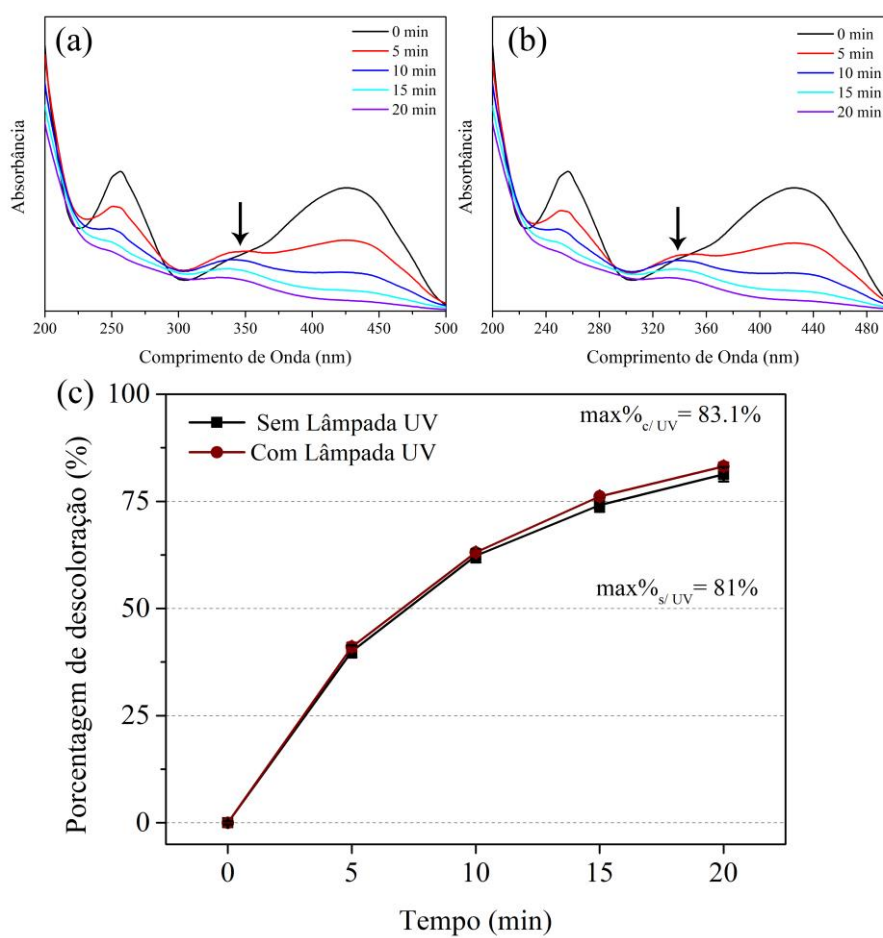 (a)
0 min
5 min
10 min
15 min
20 min
Absorbância
200 250 300 350 400 450 500
Comprimento de Onda (nm)
(b)
0 min
5 min
10 min
15 min
20 min
Absorbância
200 240 280 320 360 400 440 480
Comprimento de Onda (nm)
(c)
Sem Lâmpada UV
Com Lâmpada UV
max%c/ UV= 83.1%
max%s/ UV= 81%
Porcentagem de descoloração (%)
100
75
50
25
0
0 5 10 15 20
Tempo (min)